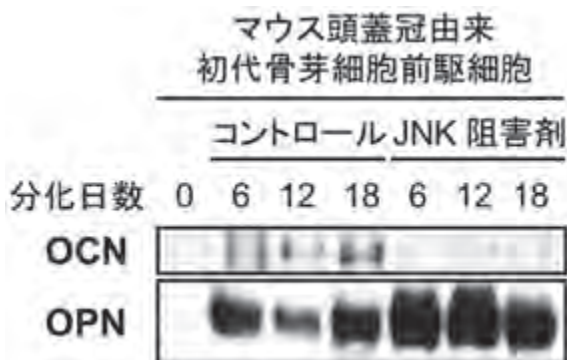 マウス頭蓋冠由来
初代骨芽細胞前駆細胞
コントロール JNK 阻害剤
分化日数 0 6 12 18 6 12 18
OCN
OPN